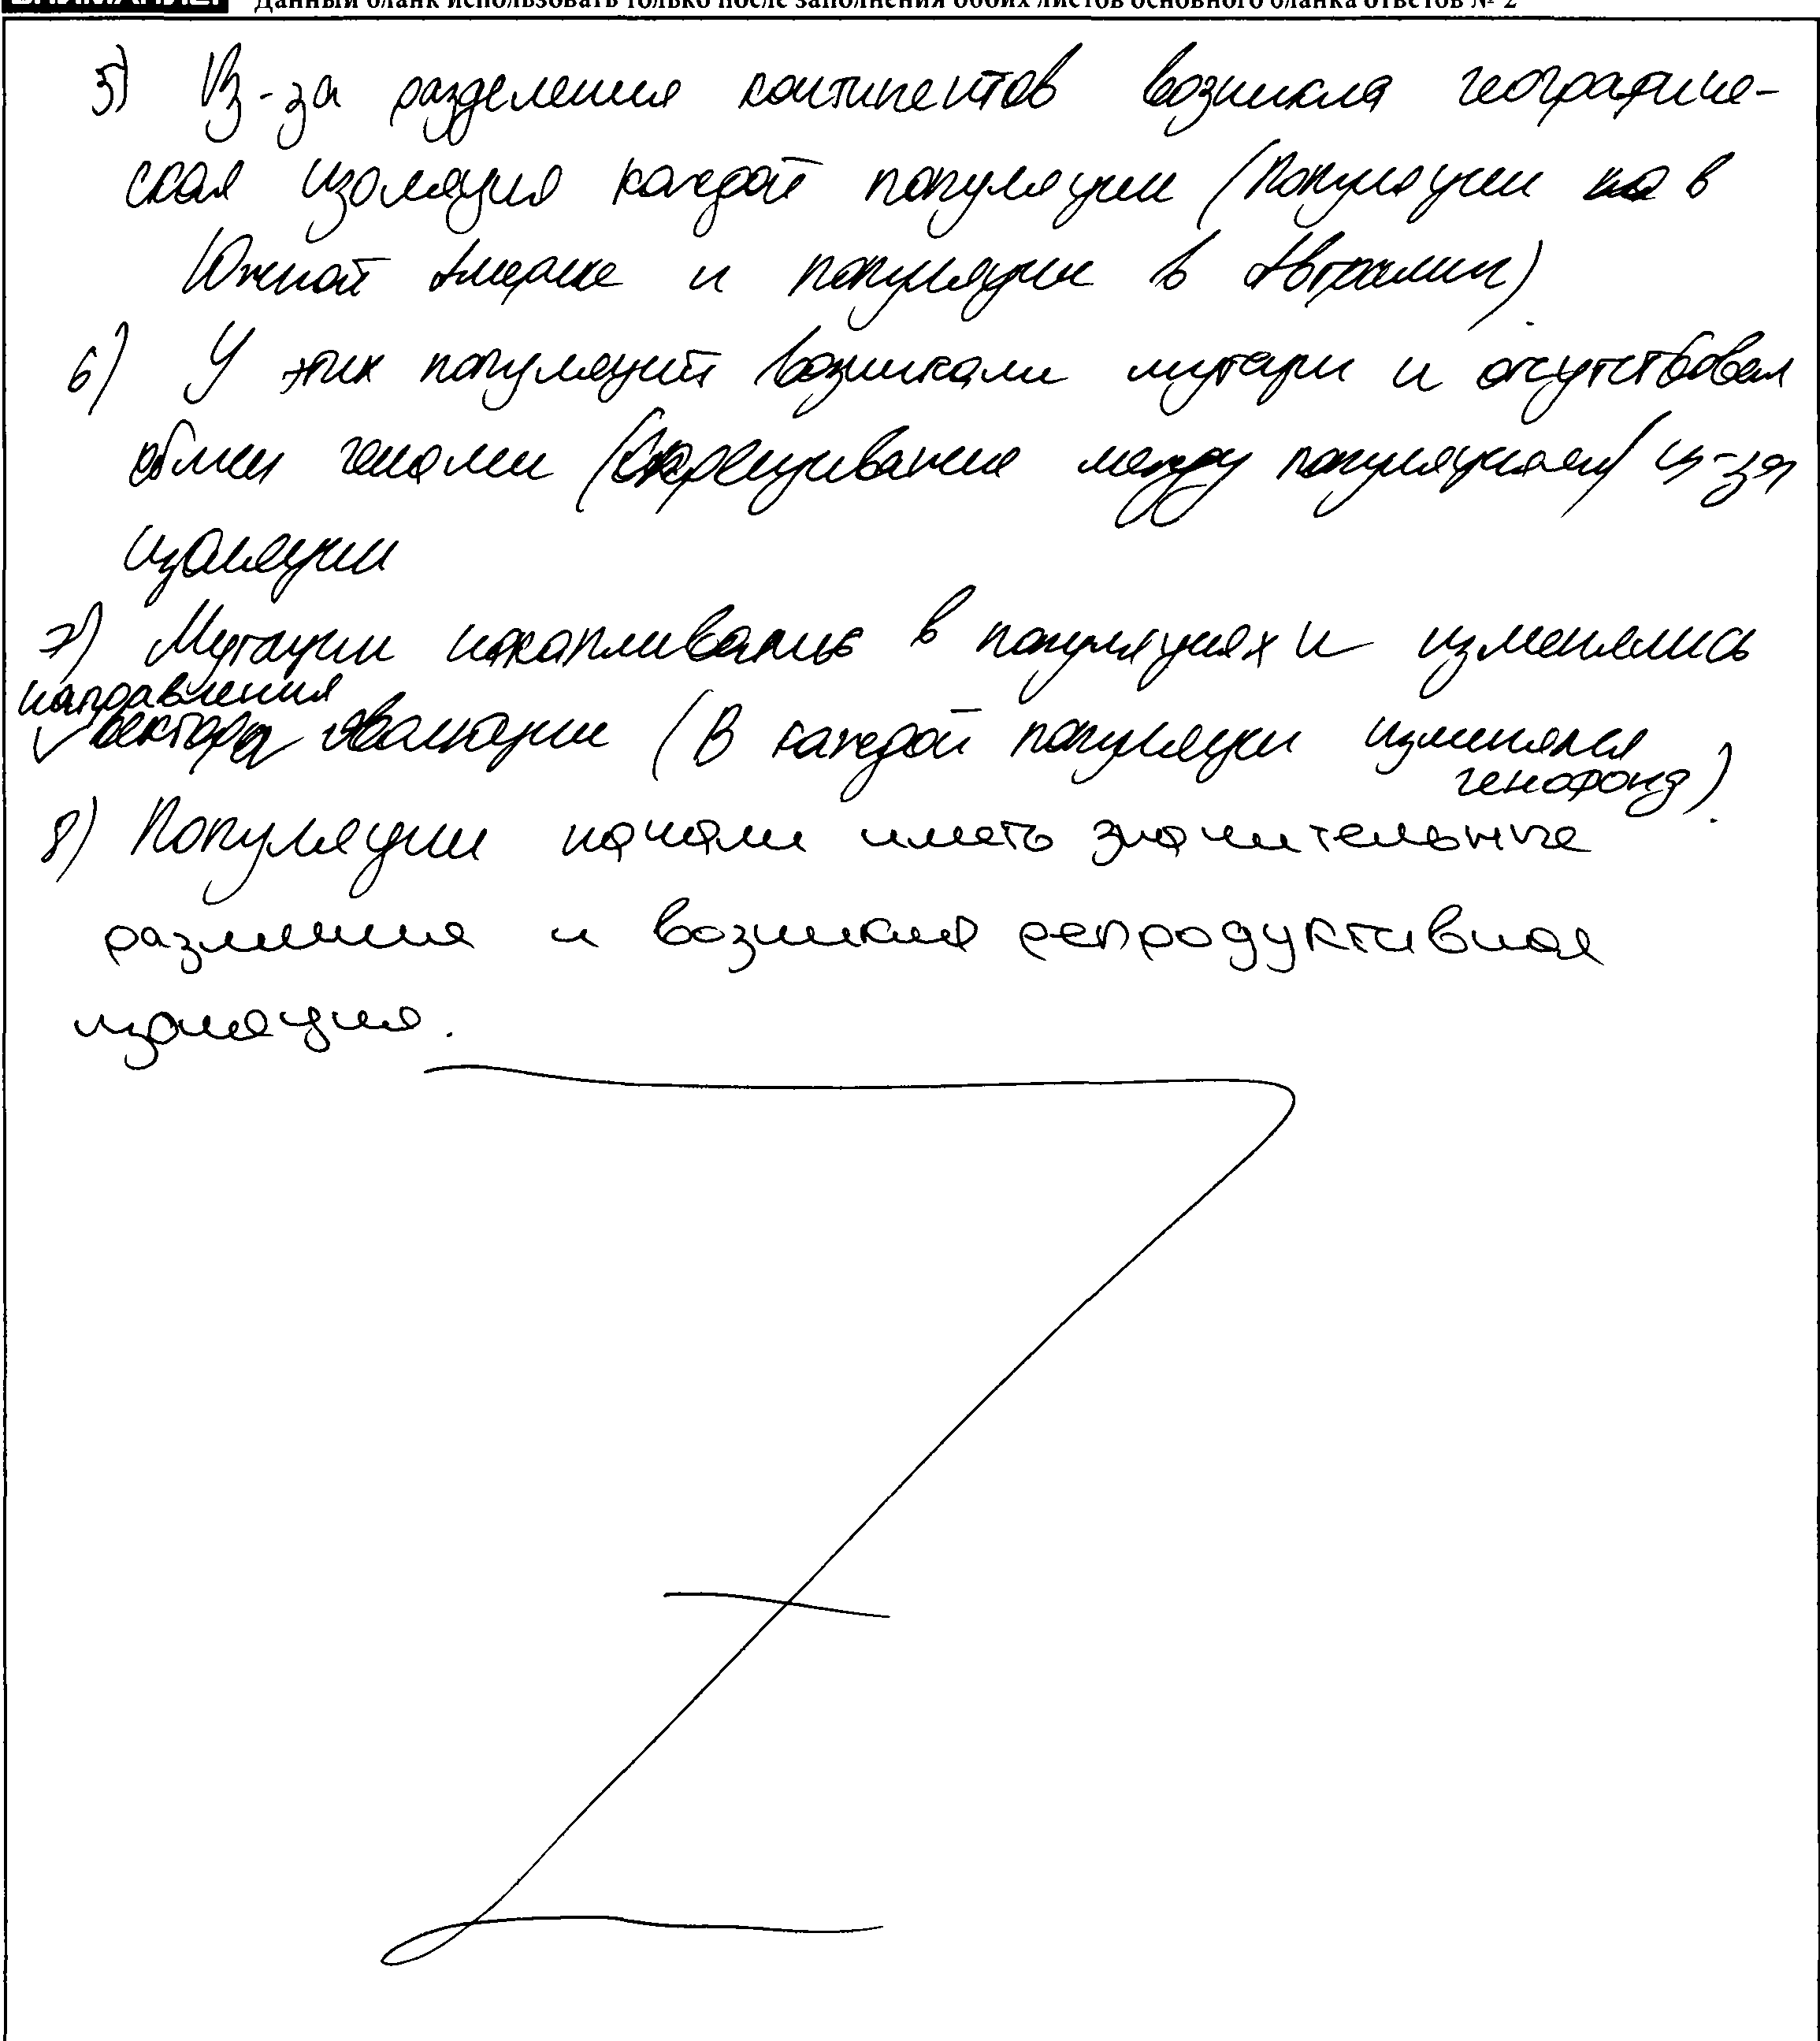 ВНИМАНИЕ! Данный бланк использовать только после заполнения обоих листов основного бланка ответов № 2
5) Из-за разделения континентов возникла географиче-
ская изоляция каждой популяции (популяции в
Южной Америке и популяции в Австралии).
6) У этих популяций возникали мутации и отсутствовал
обмен генами (скрещивание между популяциями) из-за
изоляции
7) Мутации накапливались в популяциях и изменялись
направления
вектора эволюции (В каждой популяции изменялся
генофонд).
8) Популяции начали иметь значительные
различия и возникла репродуктивная
изоляция.